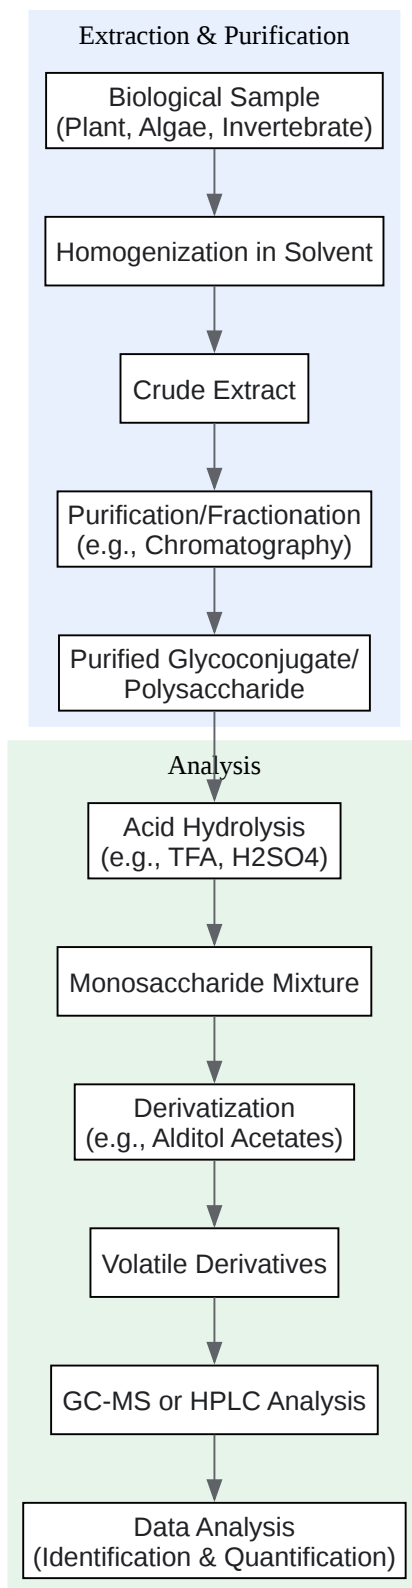 Extraction & Purification
Biological Sample
(Plant, Algae, Invertebrate)
Homogenization in Solvent
Crude Extract
Purification/Fractionation
(e.g., Chromatography)
Purified Glycoconjugate/
Polysaccharide
Analysis
Acid Hydrolysis
(e.g., TFA, H2SO4)
Monosaccharide Mixture
Derivatization
(e.g., Alditol Acetates)
Volatile Derivatives
GC-MS or HPLC Analysis
Data Analysis
(Identification & Quantification)